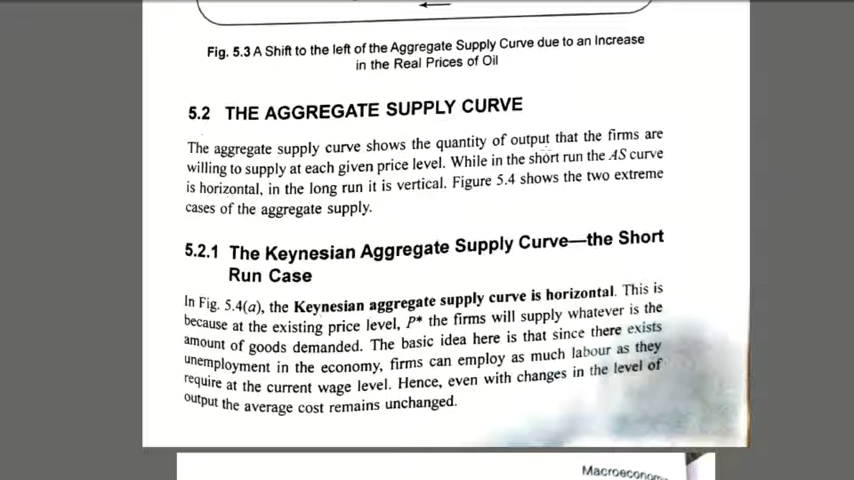 Fig. 5.3 A Shift to the left of the Aggregate Supply Curve due to an Increase
in the Real Prices of Oil
5.2 THE AGGREGATE SUPPLY CURVE
The aggregate supply curve shows the quantity of output that the firms are
willing to supply at each given price level. While in the short run the AS curve
is horizontal, in the long run it is vertical. Figure 5.4 shows the two extreme
cases of the aggregate supply.
5.2.1 The Keynesian Aggregate Supply Curve—the Short
Run Case
In Fig. 5.4(a), the Keynesian aggregate supply curve is horizontal. This is
because at the existing price level, P* the firms will supply whatever is the
amount of goods demanded. The basic idea here is that since there exists
unemployment in the economy, firms can employ as much labour as they
require at the current wage level. Hence, even with changes in the level of
output the average cost remains unchanged.